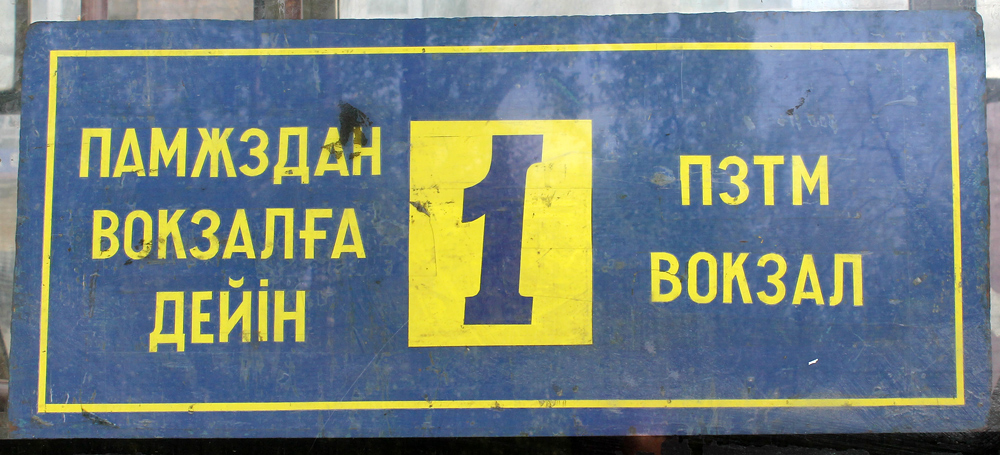 ПАМЖЗДАН
ВОКЗАЛҒА
ДЕЙІН
1
ПЗТМ
ВОКЗАЛ